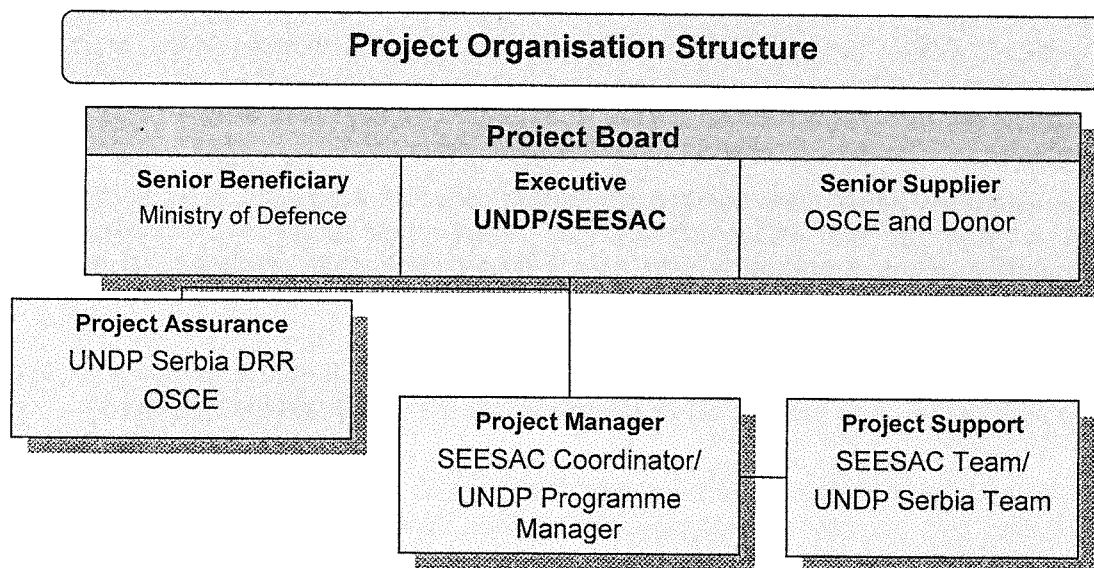 Project Organisation Structure
Project Board
Senior Beneficiary
Ministry of Defence
Executive
UNDP/SEESAC
Senior Supplier
OSCE and Donor
Project Assurance
UNDP Serbia DRR
OSCE
Project Manager
SEESAC Coordinator/
UNDP Programme
Manager
Project Support
SEESAC Team/
UNDP Serbia Team